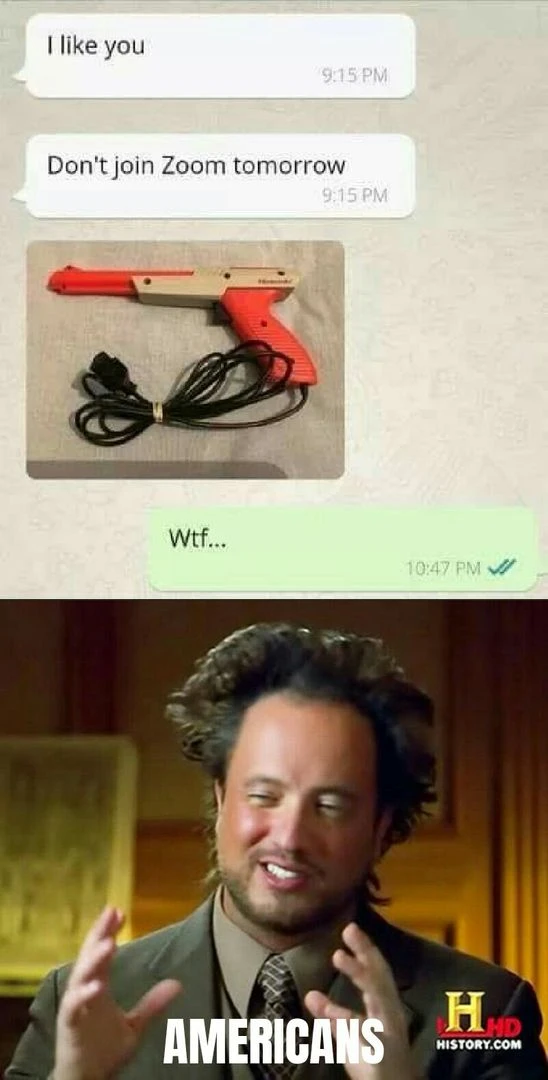 I like you
9:15 PM
Don't join Zoom tomorrow
9:15 PM
Nintendo
Wtf...
10:47 PM
AMERICANS
H HD
HISTORY.COM